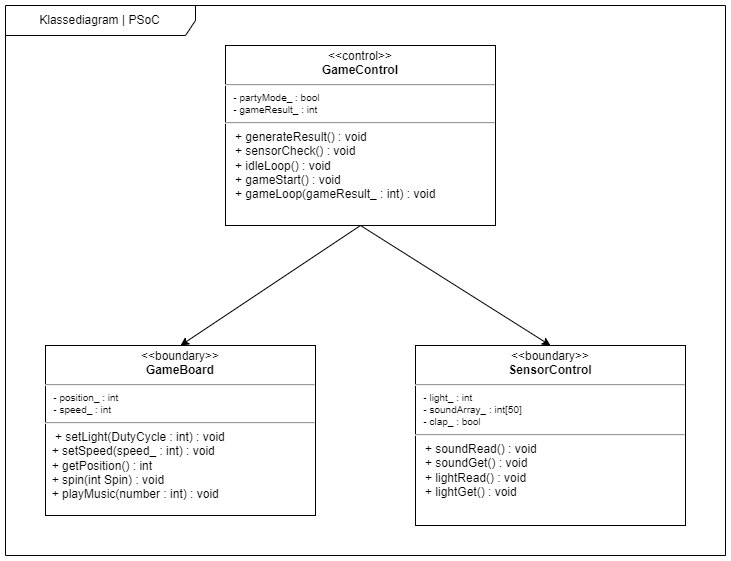 Klassediagram | PSoC
<<control>>
GameControl
- partyMode_ : bool
- gameResult_ : int
+ generateResult() : void
+ sensorCheck() : void
+ idleLoop() : void
+ gameStart() : void
+ gameLoop(gameResult_ : int) : void
<<boundary>>
GameBoard
- position_ : int
- speed_ : int
+ setLight(DutyCycle : int) : void
+ setSpeed(speed_ : int) : void
+ getPosition() : int
+ spin(int Spin) : void
+ playMusic(number : int) : void
<<boundary>>
SensorControl
- light_ : int
- soundArray_ : int[50]
- clap_ : bool
+ soundRead() : void
+ soundGet() : void
+ lightRead() : void
+ lightGet() : void